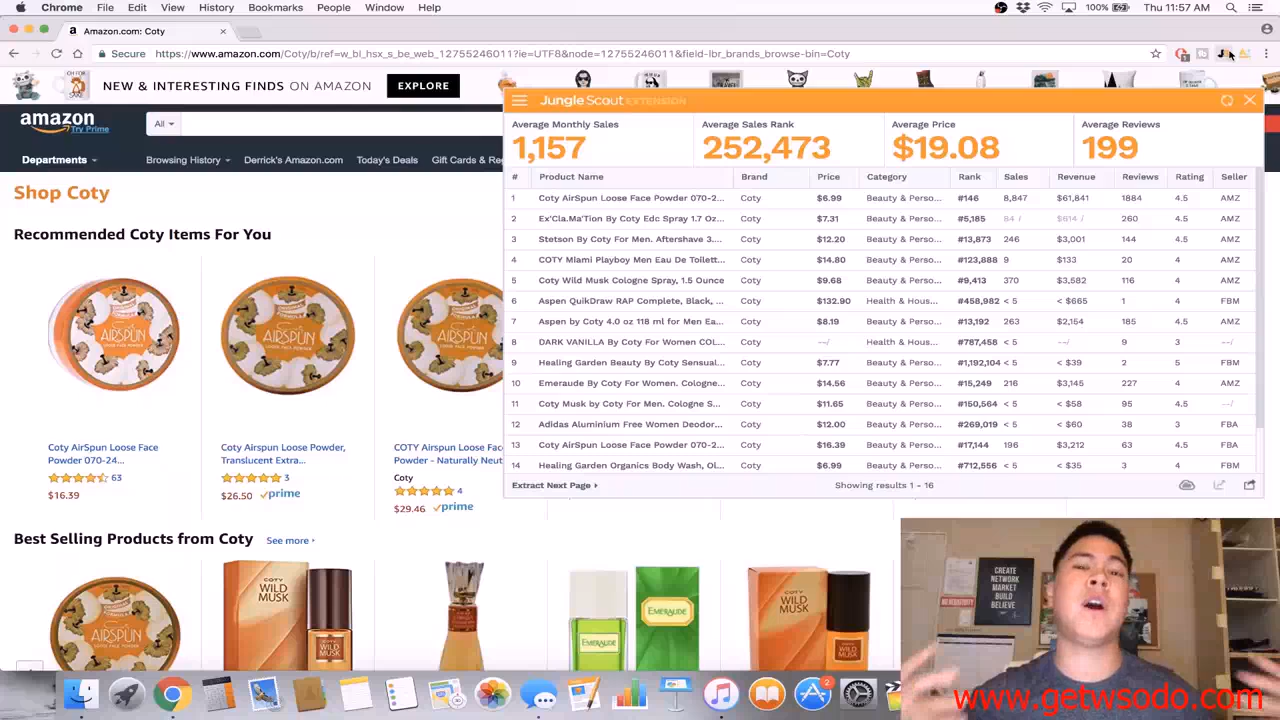 Chrome File Edit View History Bookmarks People Window Help 100% Thu 11:57 AM
Amazon.com: Coty
Secure https://www.amazon.com/Coty/b/ref=w_bl_hsx_s_be_web_12755246011?ie=UTF8&node=12755246011&field-lbr_brands_browse-bin=Coty
NEW & INTERESTING FINDS ON AMAZON EXPLORE
amazon
Try Prime
All
Departments Browsing History Derrick's Amazon.com Today's Deals Gift Cards & Re
Jungle Scout EXTENSION
Average Monthly Sales Average Sales Rank Average Price Average Reviews
1,157 252,473 $19.08 199
# Product Name Brand Price Category Rank Sales Revenue Reviews Rating Seller
1 Coty AirSpun Loose Face Powder 070-2... Coty $6.99 Beauty & Perso... #146 8,847 $61,841 1884 4.5 AMZ
2 Ex'Cla.Ma'Tion By Coty Edc Spray 1.7 Oz... Coty $7.31 Beauty & Perso... #5,185 84 $614 260 4.5 AMZ
3 Stetson By Coty For Men. Aftershave 3.... Coty $12.20 Beauty & Perso... #13,873 246 $3,001 144 4.5 AMZ
4 COTY MIami Playboy Men Eau De Toilett... Coty $14.80 Beauty & Perso... #123,888 9 $133 20 4 AMZ
5 Coty Wild Musk Cologne Spray, 1.5 Ounce Coty $9.68 Beauty & Perso... #9,413 370 $3,582 116 4 AMZ
6 Aspen QuikDraw RAP Complete, Black, ... Coty $132.90 Health & Hous... #458,982 < 5 < $665 1 4 FBM
7 Aspen by Coty 4.0 oz 118 ml for Men Ea... Coty $8.19 Beauty & Perso... #13,192 263 $2,154 185 4.5 AMZ
8 DARK VANILLA By Coty For Women COL... Coty --/-- Health & Hous... #787,458 < 5 --/-- 9 3 --/--
9 Healing Garden Beauty By Coty Sensual... Coty $7.77 Beauty & Perso... #1,192,104 < 5 < $39 2 5 FBM
10 Emeraude By Coty For Women. Cologne... Coty $14.56 Beauty & Perso... #15,249 216 $3,145 227 4 AMZ
11 Coty Musk by Coty For Men. Cologne S... Coty $11.65 Beauty & Perso... #150,564 < 5 < $58 95 4.5 --/--
12 Adidas Aluminium Free Women Deodor... Coty $12.00 Beauty & Perso... #269,019 < 5 < $60 38 3 FBA
13 Coty AirSpun Loose Face Powder 070-2... Coty $16.39 Beauty & Perso... #17,144 196 $3,212 63 4.5 FBA
14 Healing Garden Organics Body Wash, Ol... Coty $6.99 Beauty & Perso... #712,556 < 5 < $35 3 4 FBM
Extract Next Page Showing results 1 - 16
Shop Coty
Recommended Coty Items For You
AIRSPUN
AIRSPUN
AIRSPUN
Coty AirSpun Loose Face
Powder 070-24...
63
$16.39
Coty Airspun Loose Powder,
Translucent Extra...
3
$26.50 prime
COTY Airspun Loose F
Powder - Naturally Neut
Coty
4
$29.46 prime
Best Selling Products from Coty See more
AIRSPUN
COTY
WILD
MUSK
WILD
MUSK
EMERAUDE
COTY
WILD
MUSK
WILD
MUSK
CREATE
NETWORK
MARKET
BUILD
BELIEVE
2
www.getwsodo.com